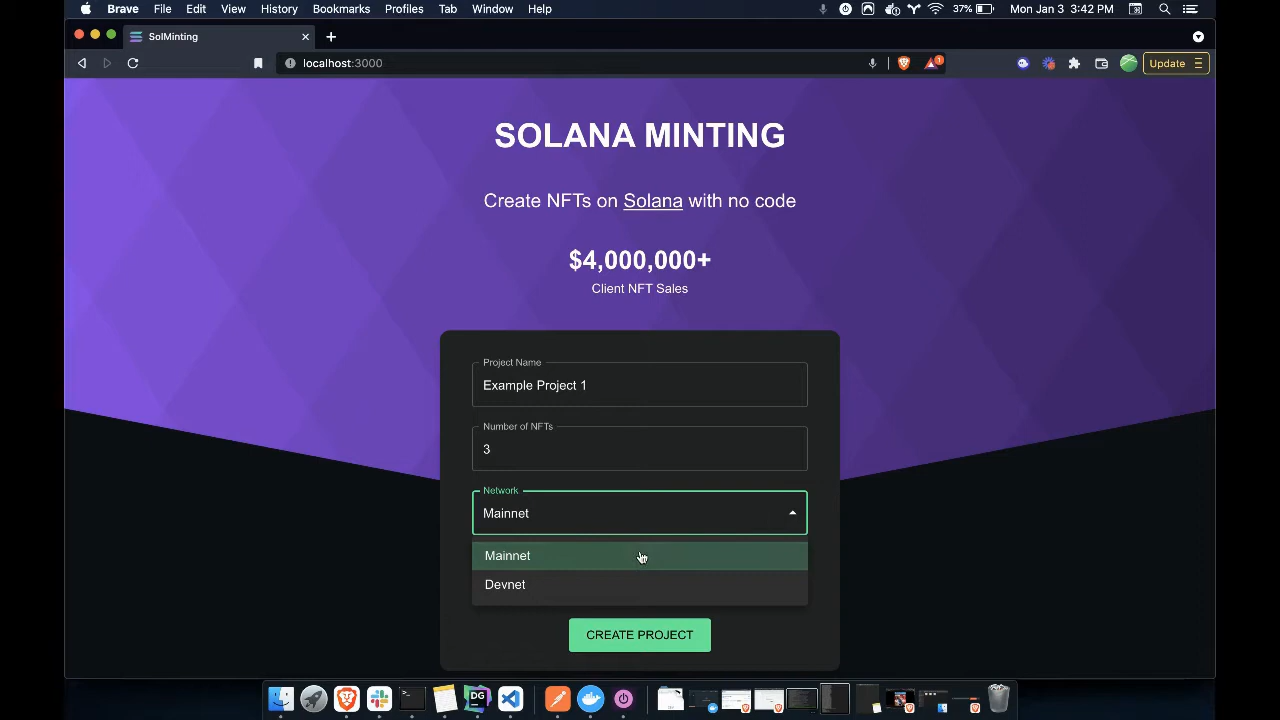 Brave File Edit View History Bookmarks Profiles Tab Window Help 37% Mon Jan 3 3:42 PM
SolMinting
localhost:3000
1
Update
SOLANA MINTING
Create NFTs on Solana with no code
$4,000,000+
Client NFT Sales
Project Name
Example Project 1
Number of NFTs
3
Network
Mainnet
Mainnet
Devnet
CREATE PROJECT
DG